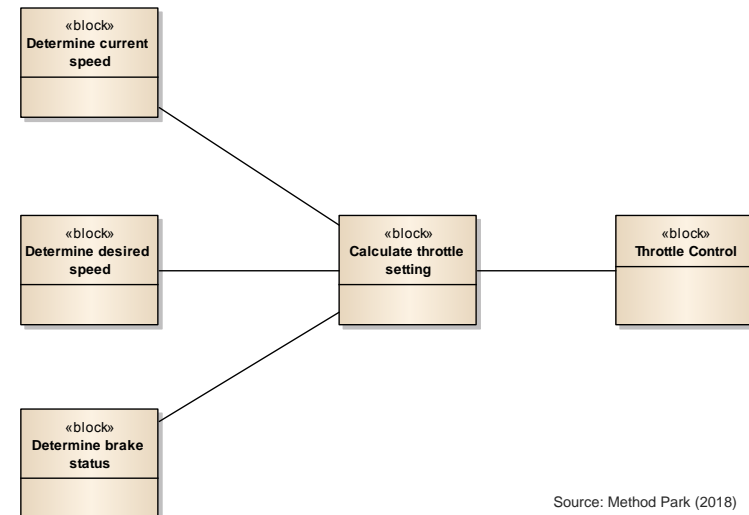 «block»
Determine current
speed
«block»
Determine desired
speed
«block»
Calculate throttle
setting
«block»
Throttle Control
«block»
Determine brake
status
Source: Method Park (2018)